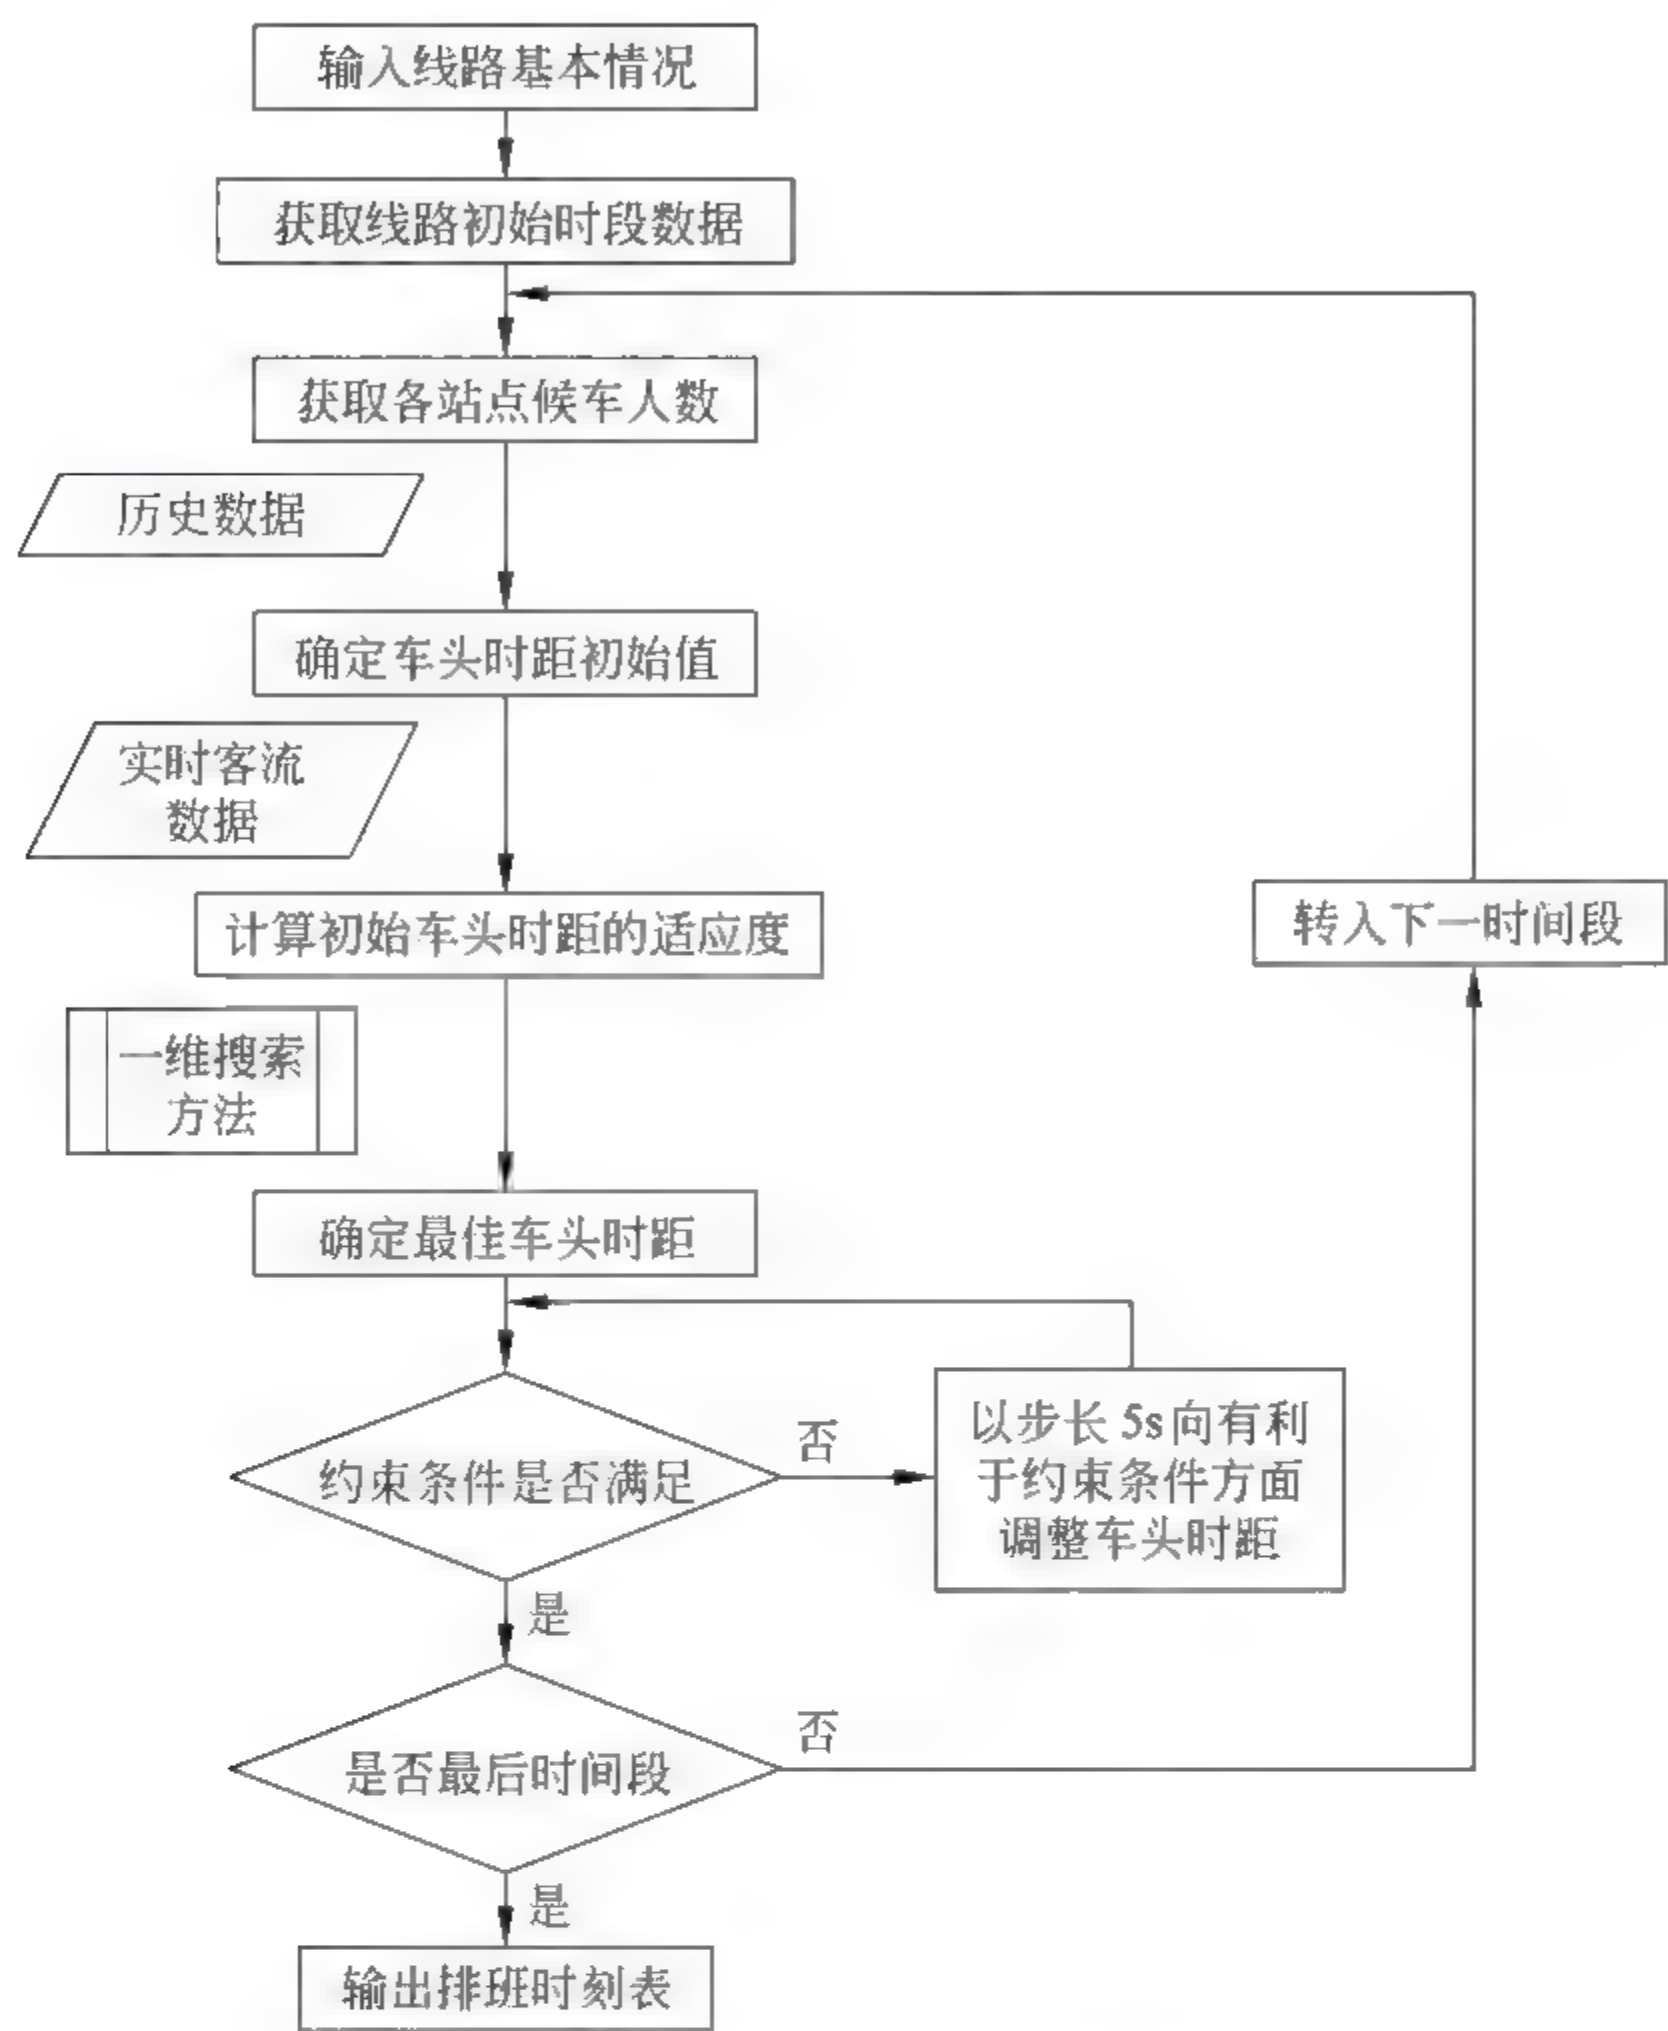 输入线路基本情况
获取线路初始时段数据
获取各站点候车人数
历史数据
确定车头时距初始值
实时客流
数据
计算初始车头时距的适应度
转入下一时间段
一维搜索
方法
确定最佳车头时距
约束条件是否满足
否
以步长 5s 向有利
于约束条件方面
调整车头时距
是
是否最后时间段
否
是
输出排班时刻表